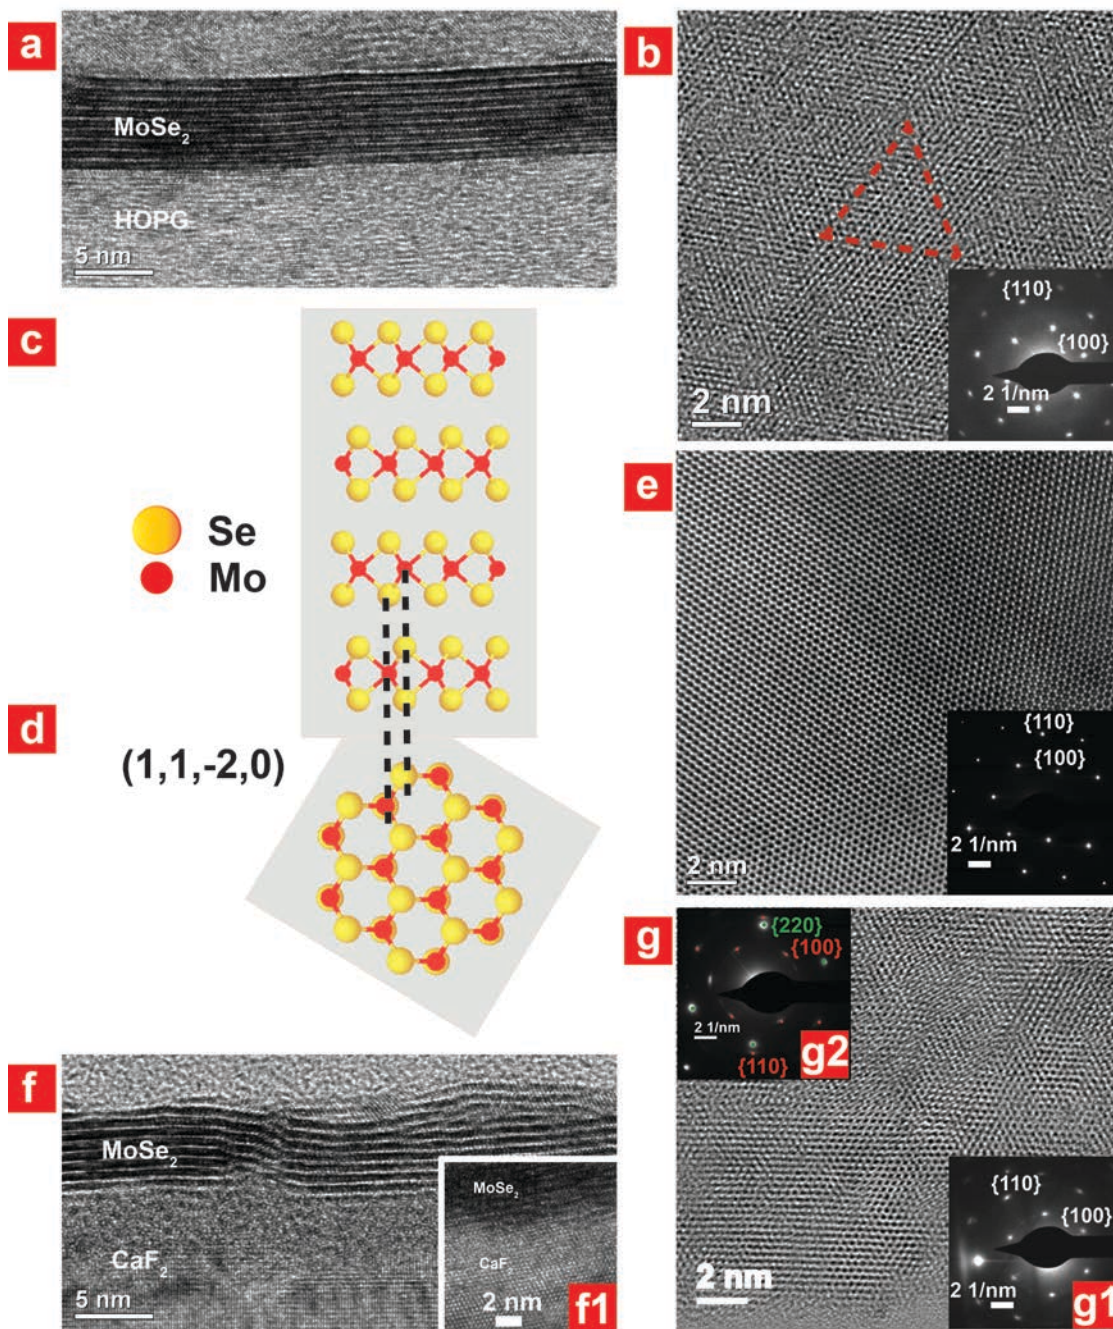 a
MoSe₂
HOPG
5 nm
b
{110}
{100}
2 1/nm
2 nm
c
Se
Mo
d
(1,1,-2,0)
e
{110}
{100}
2 1/nm
2 nm
f
MoSe₂
CaF₂
5 nm
MoSe₂
CaF₂
2 nm
f1
g
{220}
{100}
2 1/nm
{110}
g2
2 nm
{110}
{100}
2 1/nm
g1